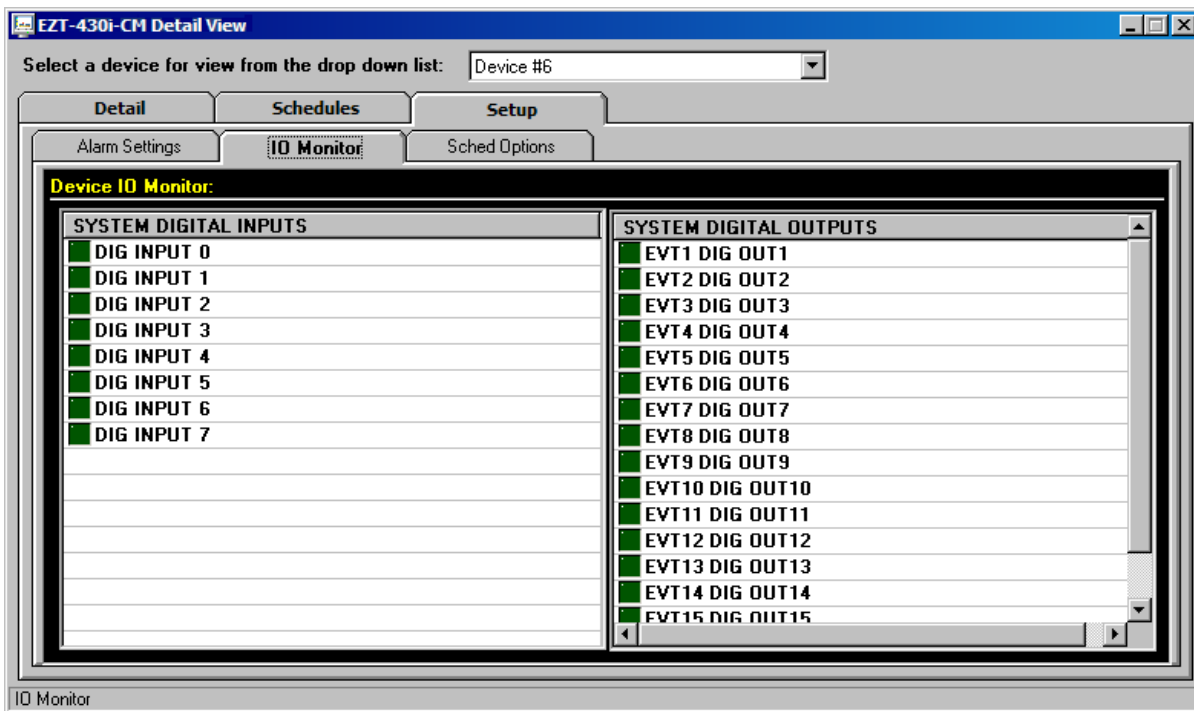 EZT-430i-CM Detail View
Select a device for view from the drop down list: Device #6
Detail Schedules Setup
Alarm Settings IO Monitor Sched Options
Device IO Monitor:
SYSTEM DIGITAL INPUTS
DIG INPUT 0
DIG INPUT 1
DIG INPUT 2
DIG INPUT 3
DIG INPUT 4
DIG INPUT 5
DIG INPUT 6
DIG INPUT 7
SYSTEM DIGITAL OUTPUTS
EVT1 DIG OUT1
EVT2 DIG OUT2
EVT3 DIG OUT3
EVT4 DIG OUT4
EVT5 DIG OUT5
EVT6 DIG OUT6
EVT7 DIG OUT7
EVT8 DIG OUT8
EVT9 DIG OUT9
EVT10 DIG OUT10
EVT11 DIG OUT11
EVT12 DIG OUT12
EVT13 DIG OUT13
EVT14 DIG OUT14
EVT15 DIG OUT15
IO Monitor